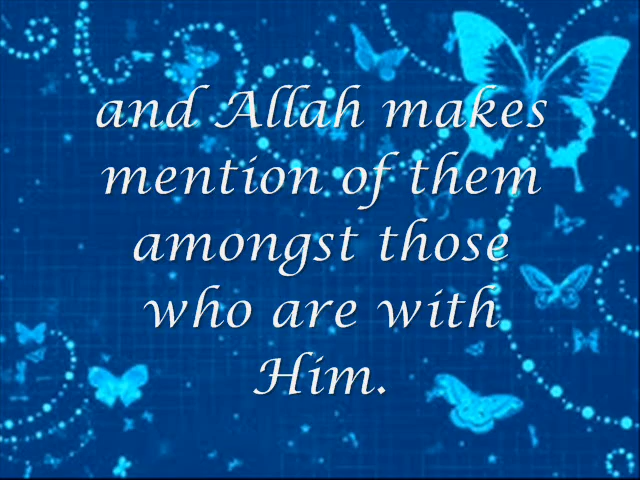 and Allah makes
mention of them
amongst those
who are with
Him.